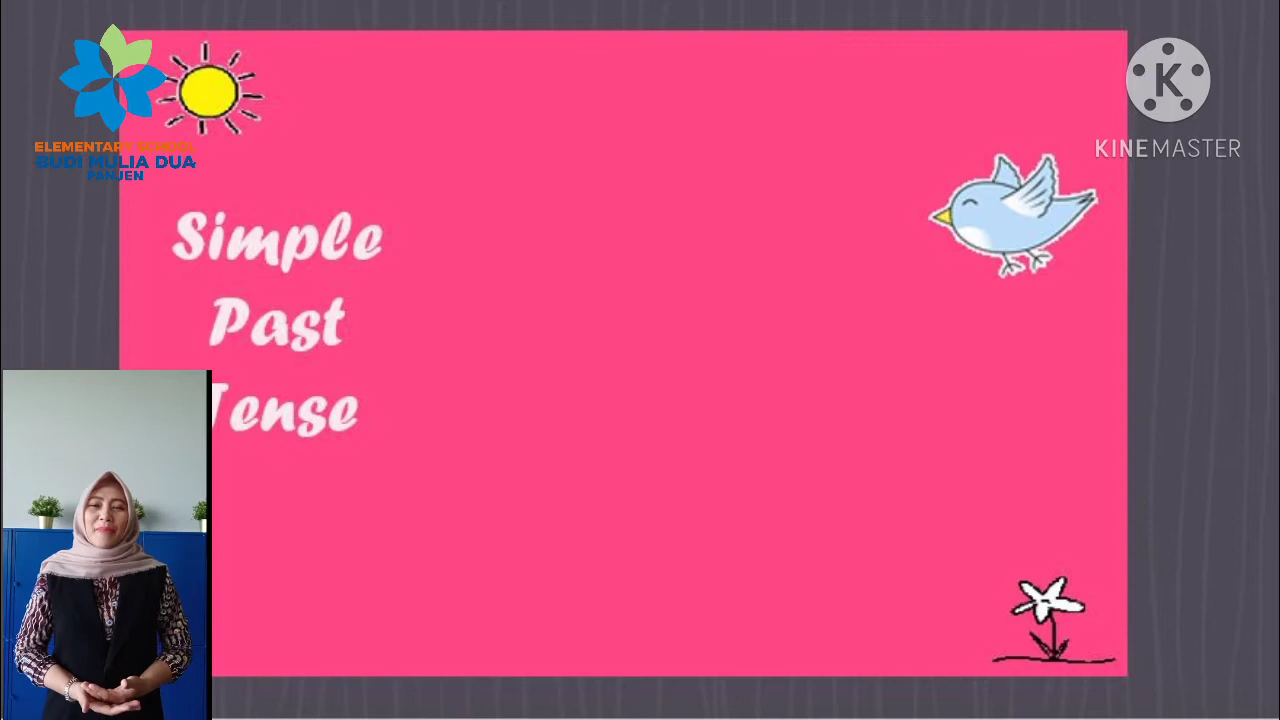 ELEMENTARY SCHOOL
BUDI MULIA DUA
PANJEN
K
KINEMASTER
Simple
Past
Tense